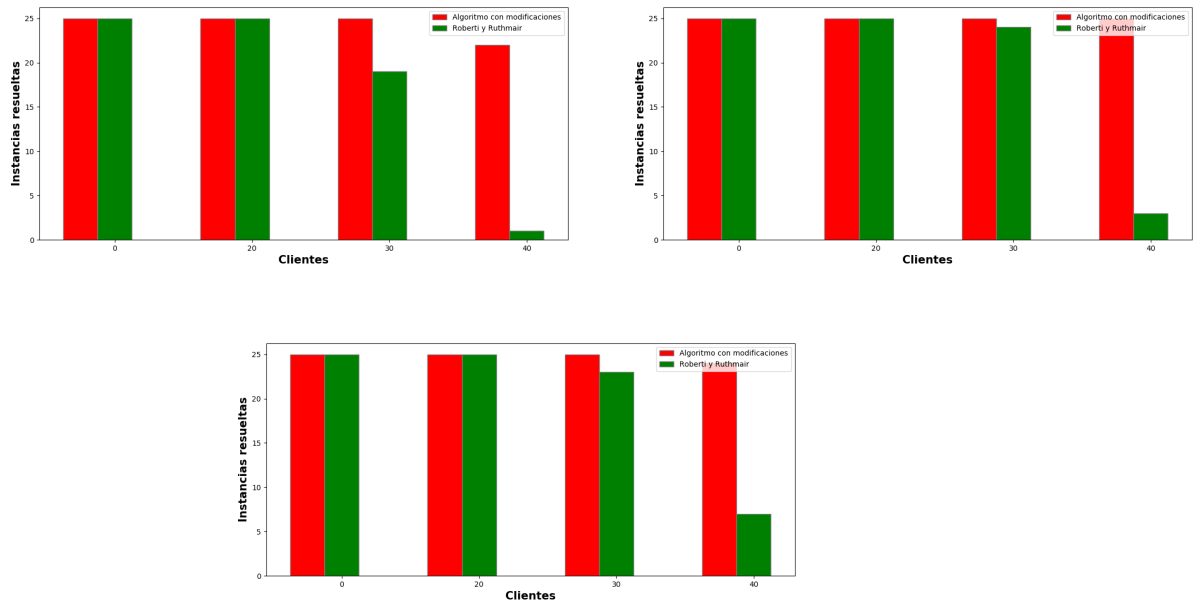 25
20
15
10
5
0
Instancias resueltas
Algoritmo con modificaciones
Roberti y Ruthmair
0
20
30
40
Clientes
25
20
15
10
5
0
Instancias resueltas
Algoritmo con modificaciones
Roberti y Ruthmair
0
20
30
40
Clientes
25
20
15
10
5
0
Instancias resueltas
Algoritmo con modificaciones
Roberti y Ruthmair
0
20
30
40
Clientes